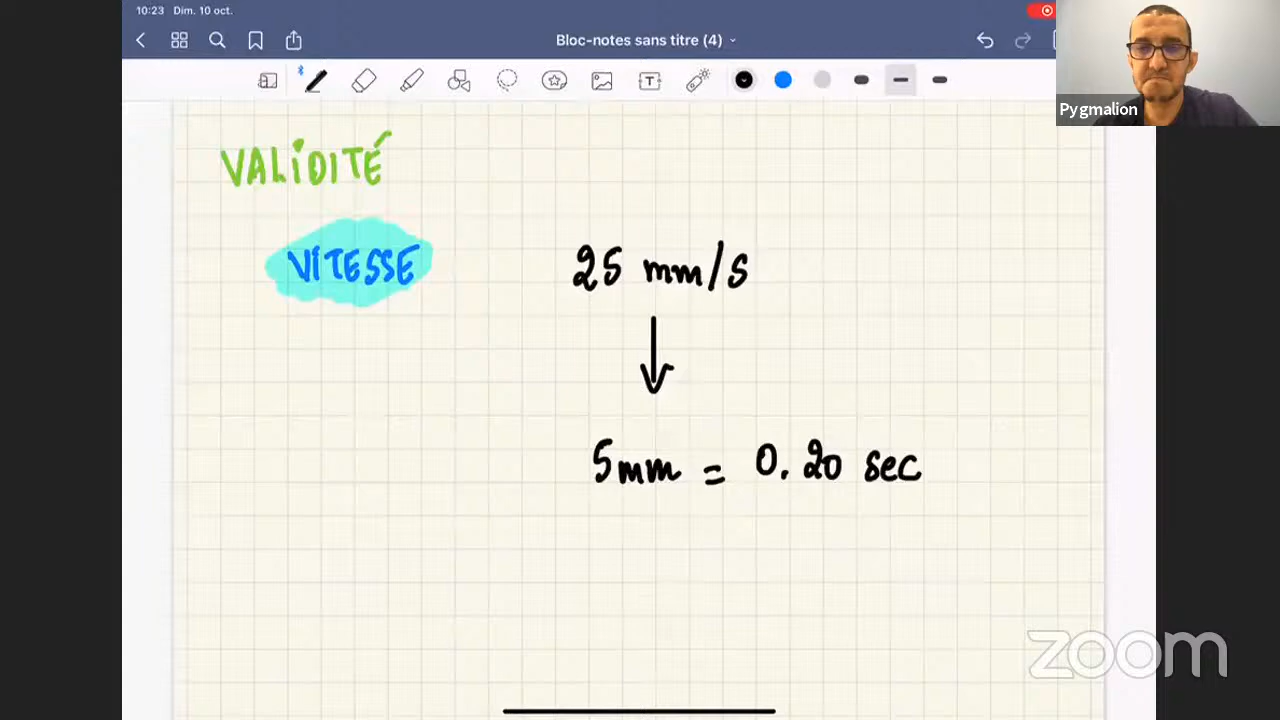 10:23 Dim. 10 oct.
Bloc-notes sans titre (4)
T
Pygmalion
VALIDITÉ
VITESSE
25 mm/s
5mm = 0.20 sec
zoom